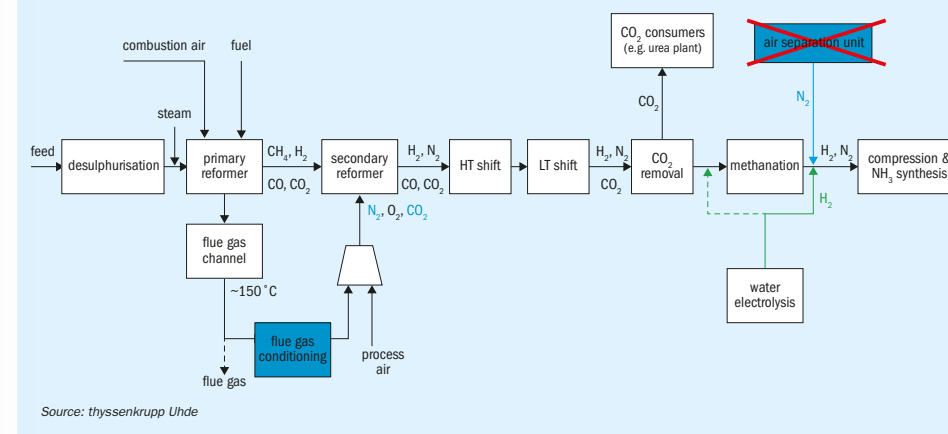 CO₂ consumers
(e.g. urea plant)
air separation unit
combustion air
fuel
CO₂
N₂
steam
feed
desulphurisation
primary
reformer
CH₄, H₂
CO, CO₂
secondary
reformer
H₂, N₂
CO, CO₂
HT shift
LT shift
H₂, N₂
CO₂
CO₂
removal
methanation
H₂, N₂
compression &
NH₃ synthesis
N₂, O₂, CO₂
H₂
flue gas
channel
~150˚C
water
electrolysis
flue gas
conditioning
process
air
flue gas
Source: thyssenkrupp Uhde